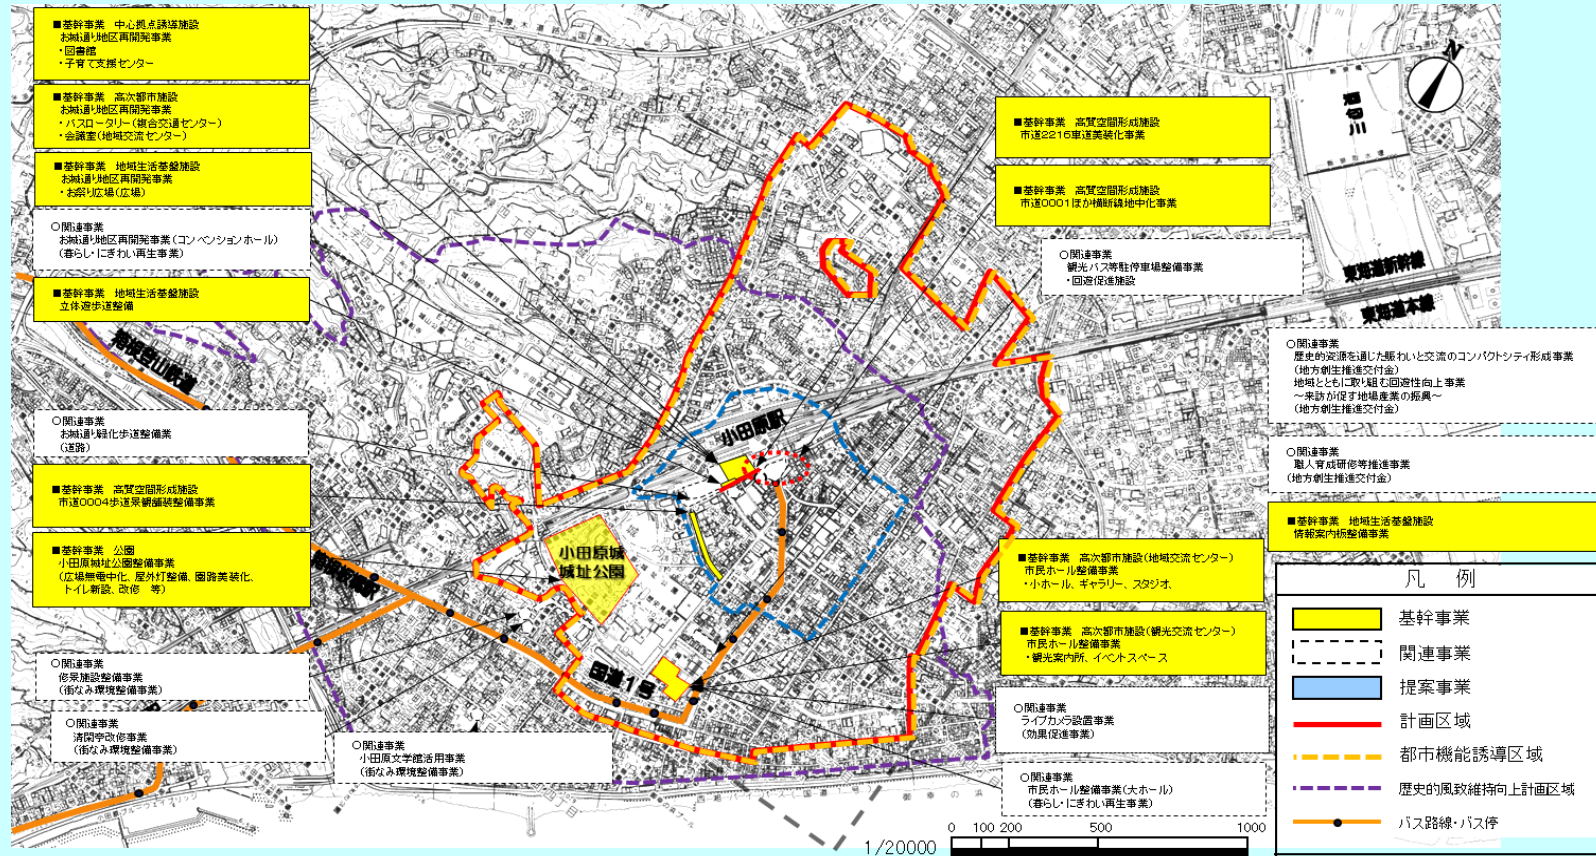 ■基幹事業 中心拠点誘導施設
お城通り地区再開発事業
・図書館
・子育て支援センター
■基幹事業 高次都市施設
お城通り地区再開発事業
・バスロータリー(複合交通センター)
・会議室(地域交流センター)
■基幹事業 地域生活基盤施設
お城通り地区再開発事業
・お祭り広場(広場)
○関連事業
お城通り地区再開発事業(コンベンションホール)
(暮らし・にぎわい再生事業)
■基幹事業 地域生活基盤施設
立体遊歩道整備
箱根登山鉄道
○関連事業
お城通り緑化歩道整備業
(道路)
■基幹事業 高質空間形成施設
市道0004歩道景観舗装整備事業
■基幹事業 公園
小田原城址公園整備事業
(広場無電中化、屋外灯整備、園路美装化、
トイレ新設、改修 等)
○関連事業
修景施設整備事業
(街なみ環境整備事業)
○関連事業
清閑亭改修事業
(街なみ環境整備事業)
○関連事業
小田原文学館活用事業
(街なみ環境整備事業)
小田原駅
小田原城
城址公園
国道1号
N
酒匂川
東海道新幹線
東海道本線
■基幹事業 高質空間形成施設
市道2216車道美装化事業
■基幹事業 高質空間形成施設
市道0001ほか横断線地中化事業
○関連事業
観光バス等駐停車場整備事業
・回遊促進施設
○関連事業
歴史的資源を通じた賑わいと交流のコンパクトシティ形成事業
(地方創生推進交付金)
地域とともに取り組む回遊性向上事業
～来訪が促す地場産業の振興～
(地方創生推進交付金)
○関連事業
職人育成研修等推進事業
(地方創生推進交付金)
■基幹事業 地域生活基盤施設
情報案内板整備事業
■基幹事業 高次都市施設(地域交流センター)
市民ホール整備事業
・小ホール、ギャラリー、スタジオ、
■基幹事業 高次都市施設(観光交流センター)
市民ホール整備事業
・観光案内所、イベントスペース
○関連事業
ライブカメラ設置事業
(効果促進事業)
○関連事業
市民ホール整備事業(大ホール)
(暮らし・にぎわい再生事業)
凡 例
基幹事業
関連事業
提案事業
計画区域
都市機能誘導区域
歴史的風致維持向上計画区域
バス路線・バス停
1/20000
0 100 200 500 1000